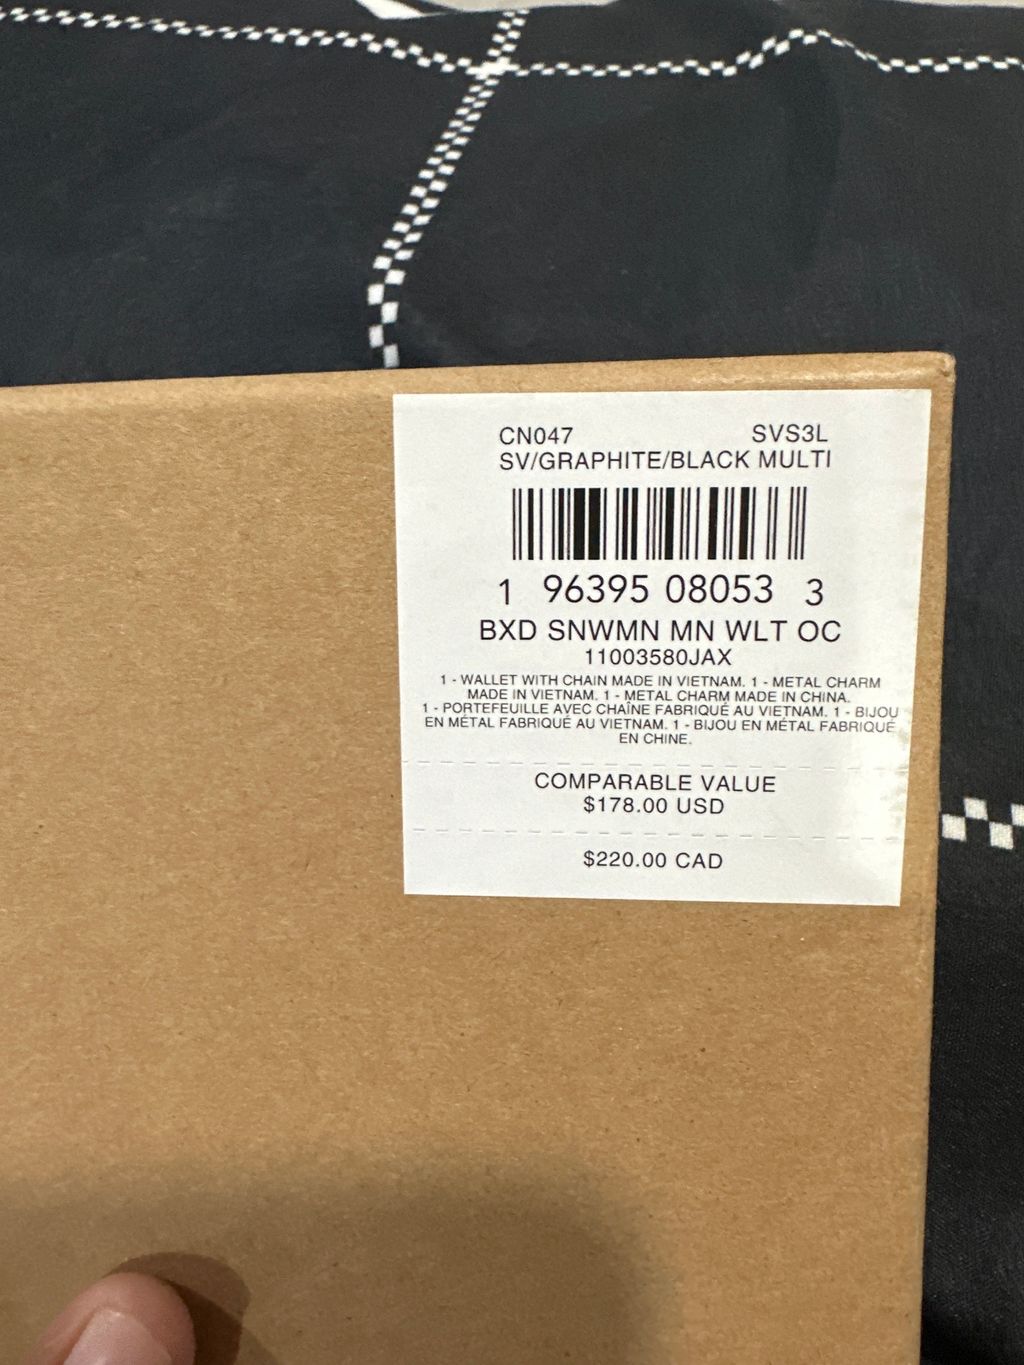 CN047 SVS3L
SV/GRAPHITE/BLACK MULTI
1 96395 08053 3
BXD SNWMN MN WLT OC
11003580JAX
1 - WALLET WITH CHAIN MADE IN VIETNAM. 1 - METAL CHARM
MADE IN VIETNAM. 1 - METAL CHARM MADE IN CHINA.
1 - PORTEFEUILLE AVEC CHAÎNE FABRIQUÉ AU VIETNAM. 1 - BIJOU
EN MÉTAL FABRIQUÉ AU VIETNAM. 1 - BIJOU EN MÉTAL FABRIQUÉ
EN CHINE.
COMPARABLE VALUE
$178.00 USD
$220.00 CAD